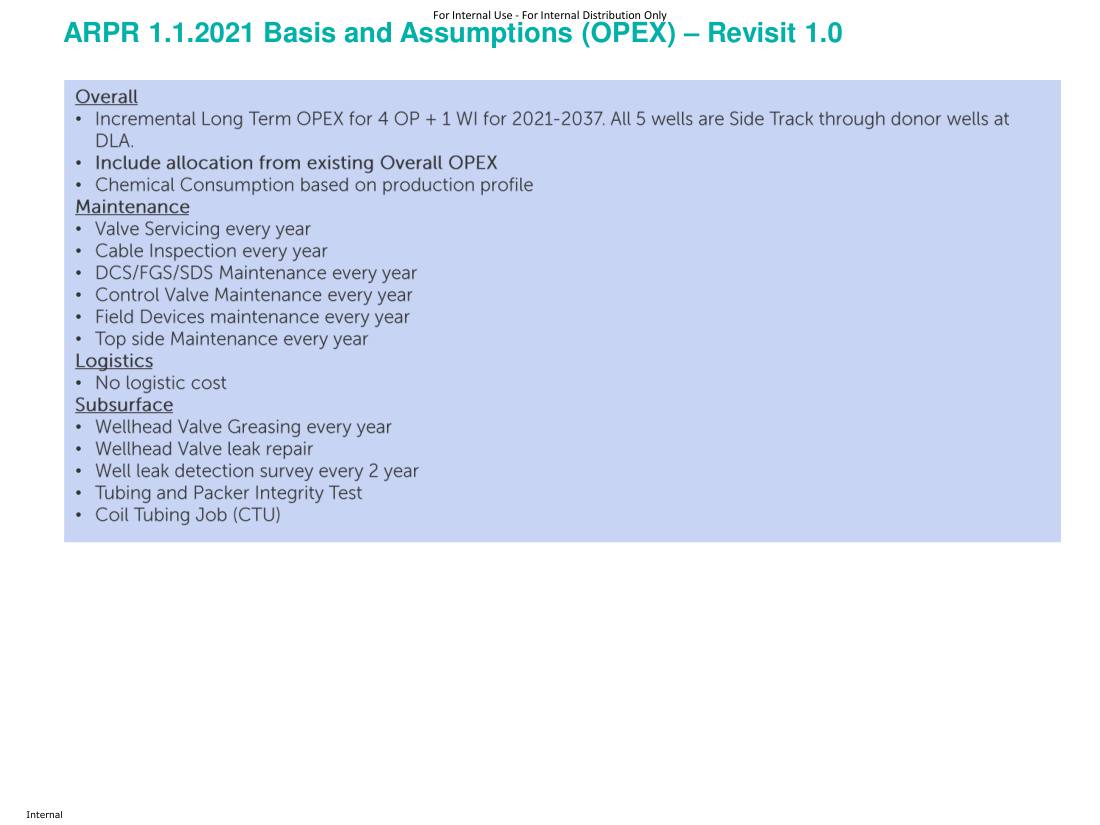 For Internal Use - For Internal Distribution Only
ARPR 1.1.2021 Basis and Assumptions (OPEX) – Revisit 1.0
Overall
• Incremental Long Term OPEX for 4 OP + 1 WI for 2021-2037. All 5 wells are Side Track through donor wells at
DLA.
• Include allocation from existing Overall OPEX
• Chemical Consumption based on production profile
Maintenance
• Valve Servicing every year
• Cable Inspection every year
• DCS/FGS/SDS Maintenance every year
• Control Valve Maintenance every year
• Field Devices maintenance every year
• Top side Maintenance every year
Logistics
• No logistic cost
Subsurface
• Wellhead Valve Greasing every year
• Wellhead Valve leak repair
• Well leak detection survey every 2 year
• Tubing and Packer Integrity Test
• Coil Tubing Job (CTU)
Internal